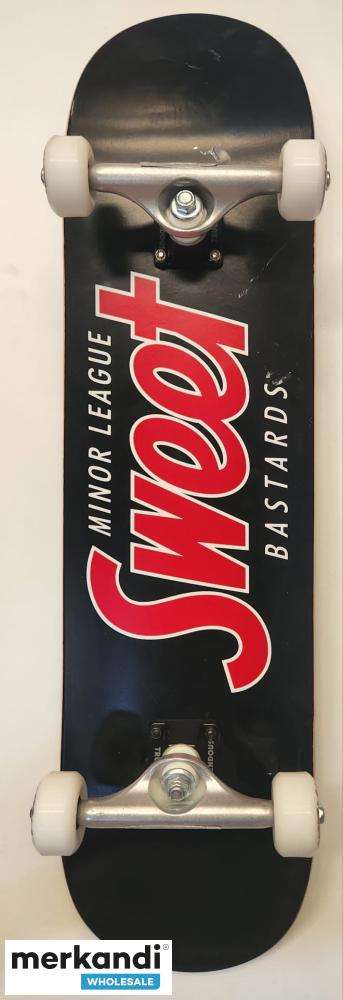 MINOR LEAGUE
Sweet
BASTARDS
merkandi®
WHOLESALE